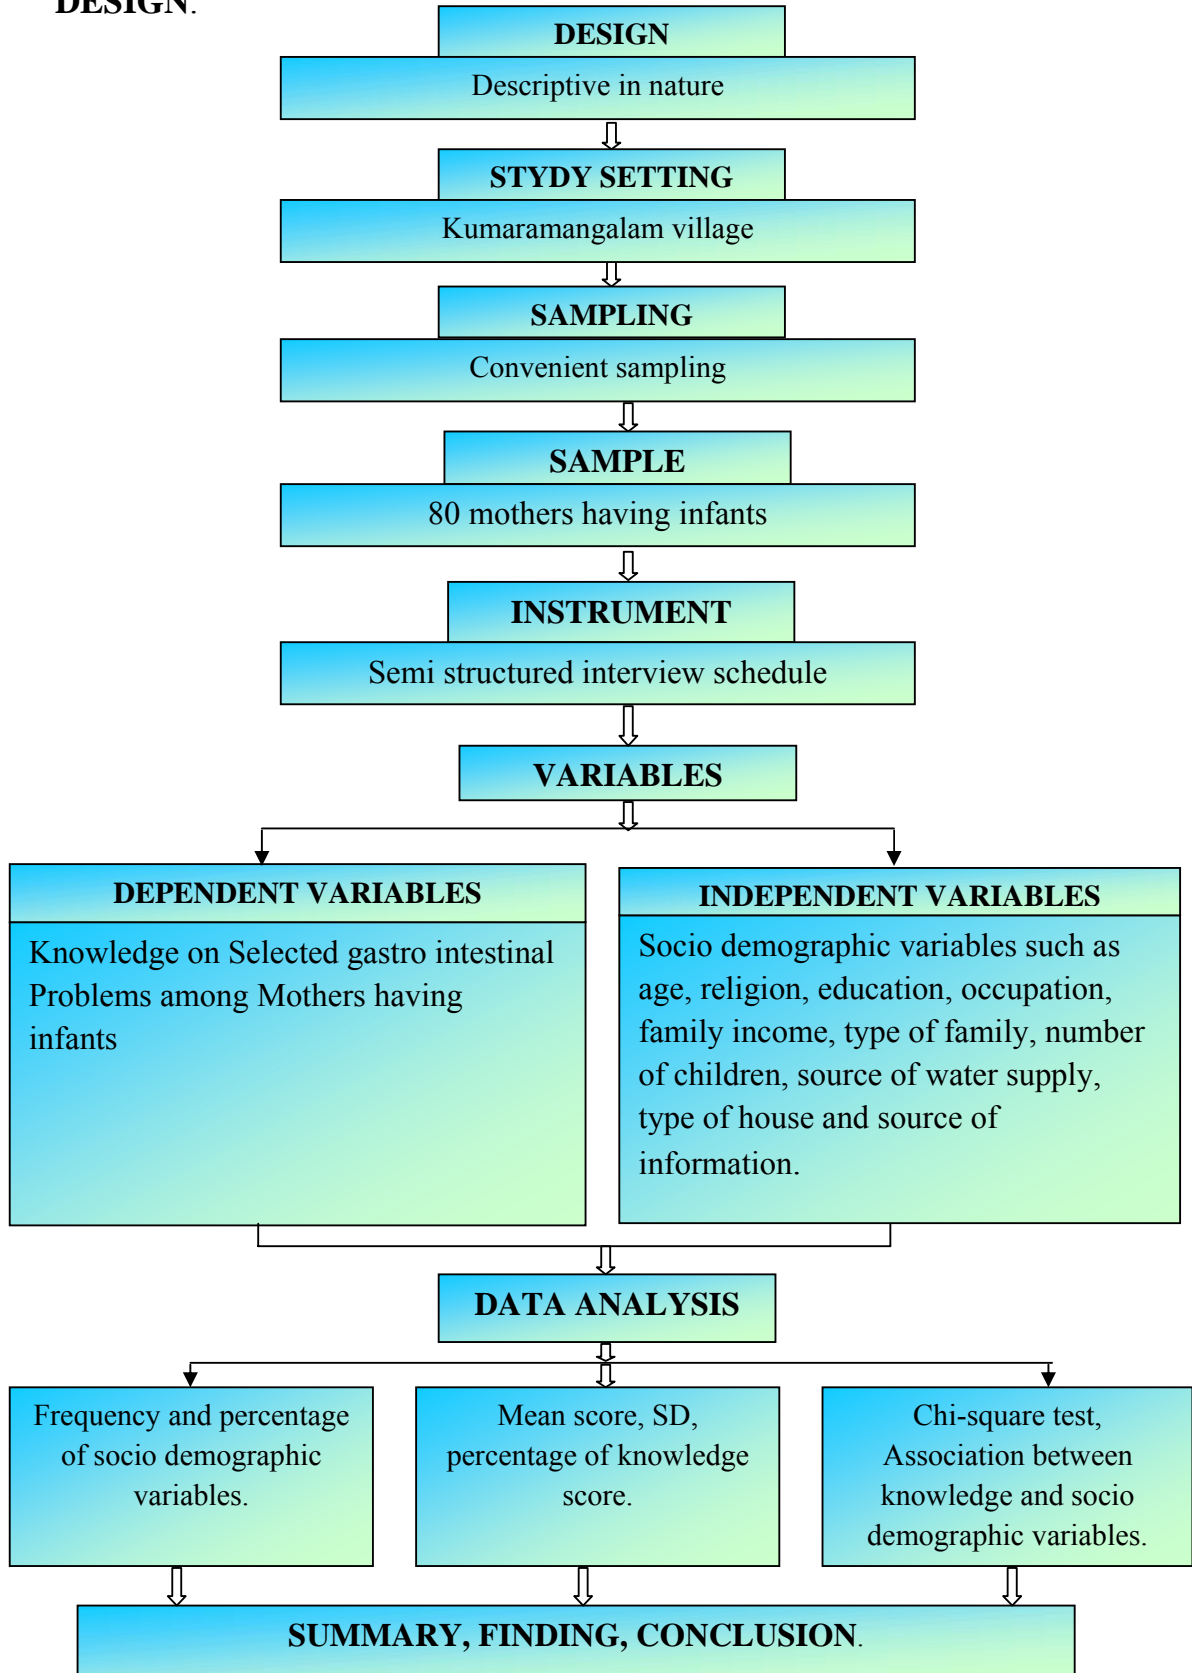 DESIGN.
DESIGN
Descriptive in nature
STYDY SETTING
Kumaramangalam village
SAMPLING
Convenient sampling
SAMPLE
80 mothers having infants
INSTRUMENT
Semi structured interview schedule
VARIABLES
DEPENDENT VARIABLES
Knowledge on Selected gastro intestinal
Problems among Mothers having
infants
INDEPENDENT VARIABLES
Socio demographic variables such as
age, religion, education, occupation,
family income, type of family, number
of children, source of water supply,
type of house and source of
information.
DATA ANALYSIS
Frequency and percentage
of socio demographic
variables.
Mean score, SD,
percentage of knowledge
score.
Chi-square test,
Association between
knowledge and socio
demographic variables.
SUMMARY, FINDING, CONCLUSION.